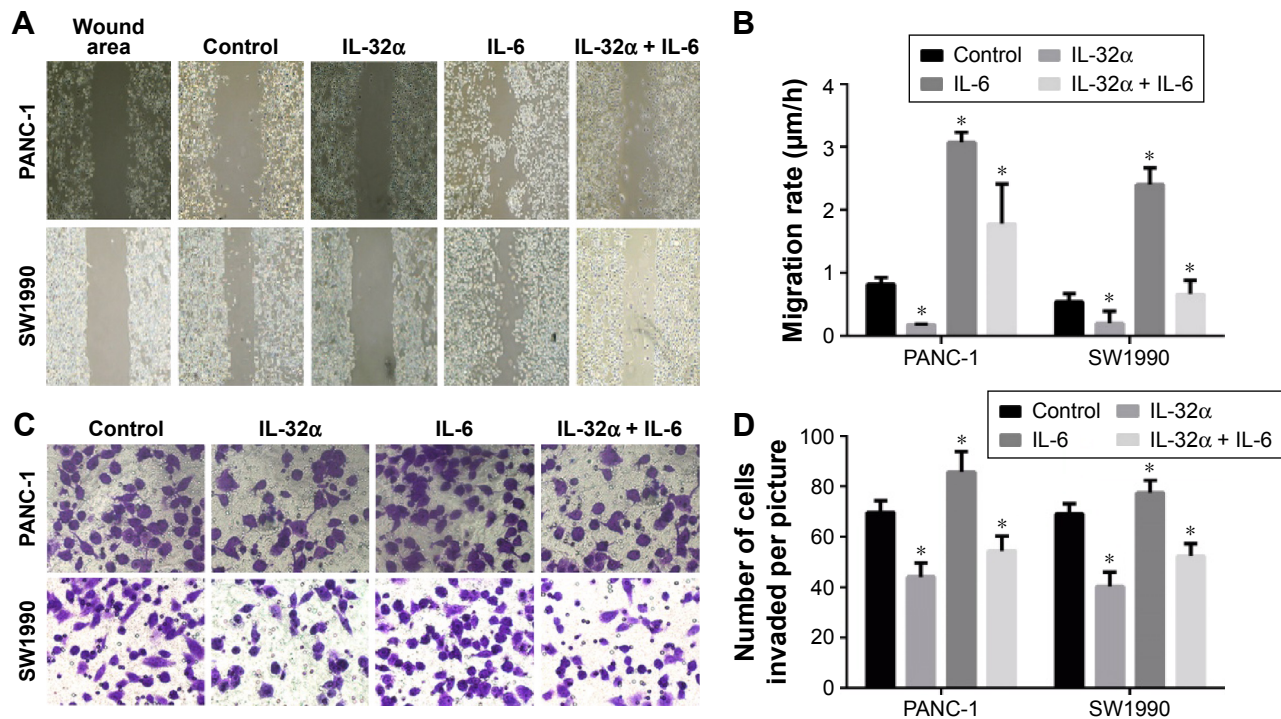 A
Wound
area
Control
IL-32α
IL-6
IL-32α + IL-6
PANC-1
SW1990
B
Control
IL-32α
IL-6
IL-32α + IL-6
Migration rate (µm/h)
4
3
2
1
0
*
*
*
*
*
*
PANC-1
SW1990
C
Control
IL-32α
IL-6
IL-32α + IL-6
PANC-1
SW1990
D
Control
IL-32α
IL-6
IL-32α + IL-6
Number of cells
invaded per picture
100
80
60
40
20
0
*
*
*
*
*
*
PANC-1
SW1990